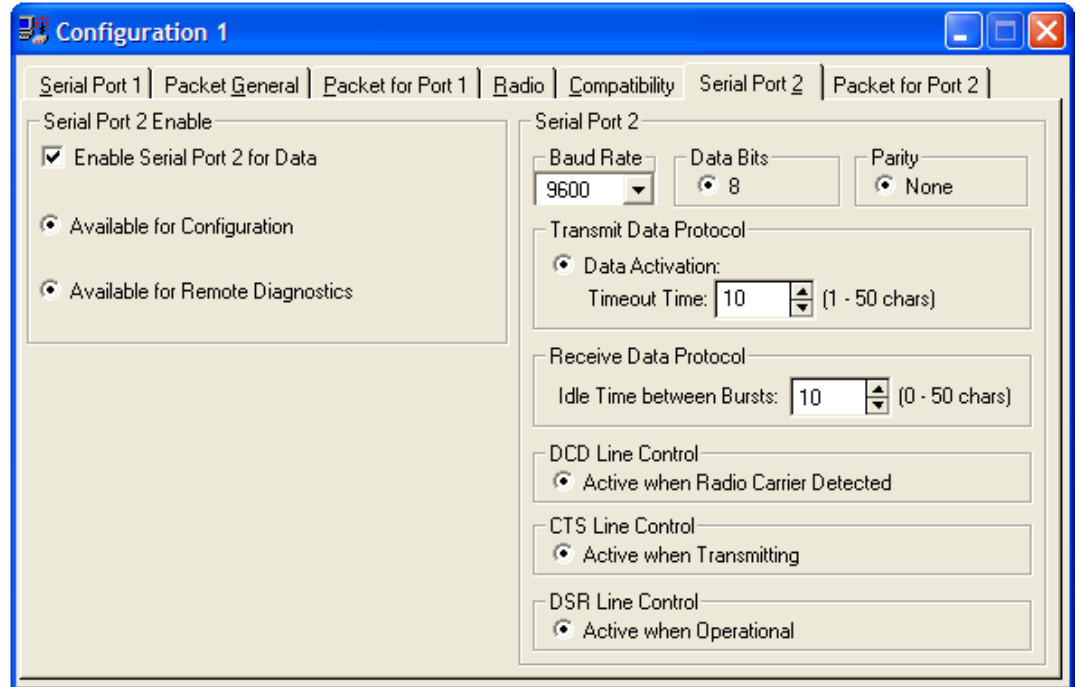 Configuration 1
Serial Port 1 Packet General Packet for Port 1 Radio Compatibility Serial Port 2 Packet for Port 2
Serial Port 2 Enable
Enable Serial Port 2 for Data
Available for Configuration
Available for Remote Diagnostics
Serial Port 2
Baud Rate Data Bits Parity
9600 8 None
Transmit Data Protocol
Data Activation:
Timeout Time: 10 (1 - 50 chars)
Receive Data Protocol
Idle Time between Bursts: 10 (0 - 50 chars)
DCD Line Control
Active when Radio Carrier Detected
CTS Line Control
Active when Transmitting
DSR Line Control
Active when Operational